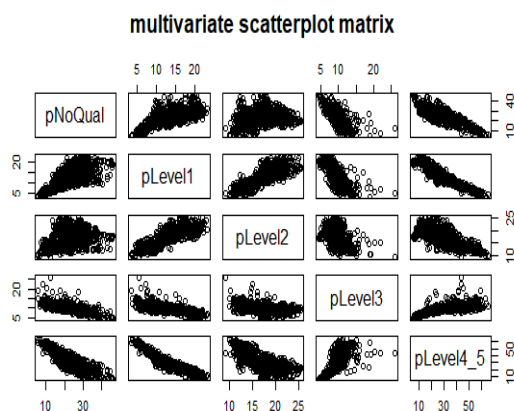 multivariate scatterplot matrix
5 10 15 20
5 10 20
pNoQual
20 40
5 20
pLevel1
pLevel2
10 25
5 20
pLevel3
pLevel4_5
10 50
10 30
10 15 20 25
10 30 50